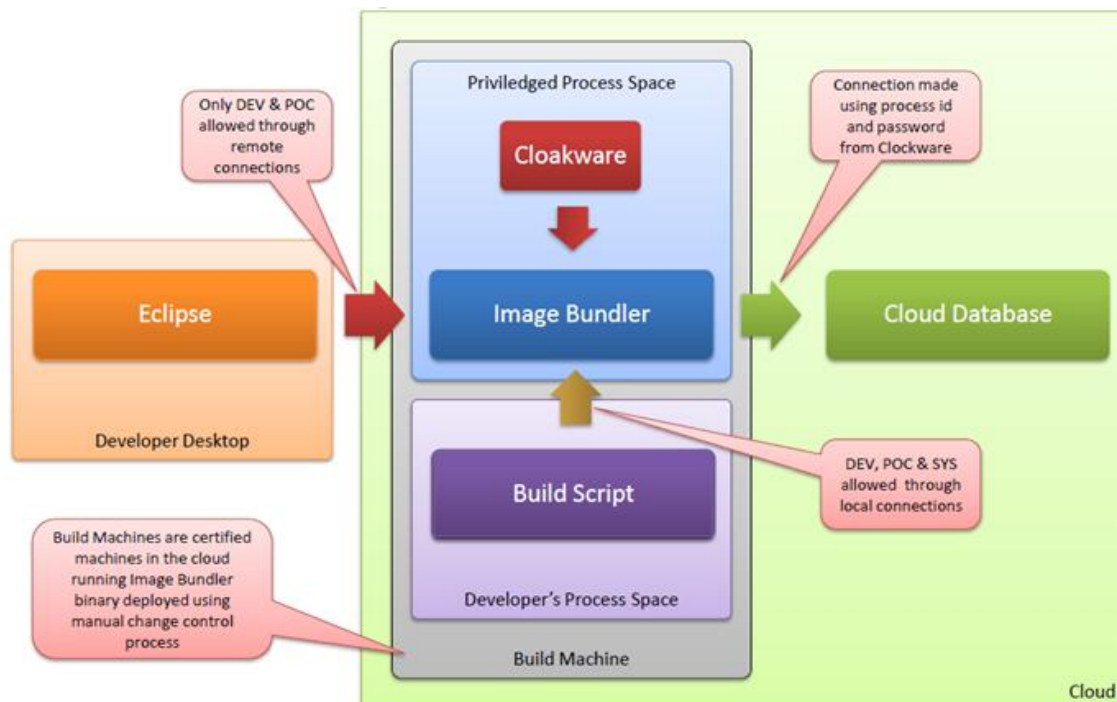 Priviledged Process Space
Only DEV & POC
allowed through
remote
connections
Connection made
using process id
and password
from Clockware
Cloakware
Eclipse
Image Bundler
Cloud Database
Developer Desktop
DEV, POC & SYS
allowed through
local connections
Build Script
Build Machines are certified
machines in the cloud
running Image Bundler
binary deployed using
manual change control
process
Developer's Process Space
Build Machine
Cloud